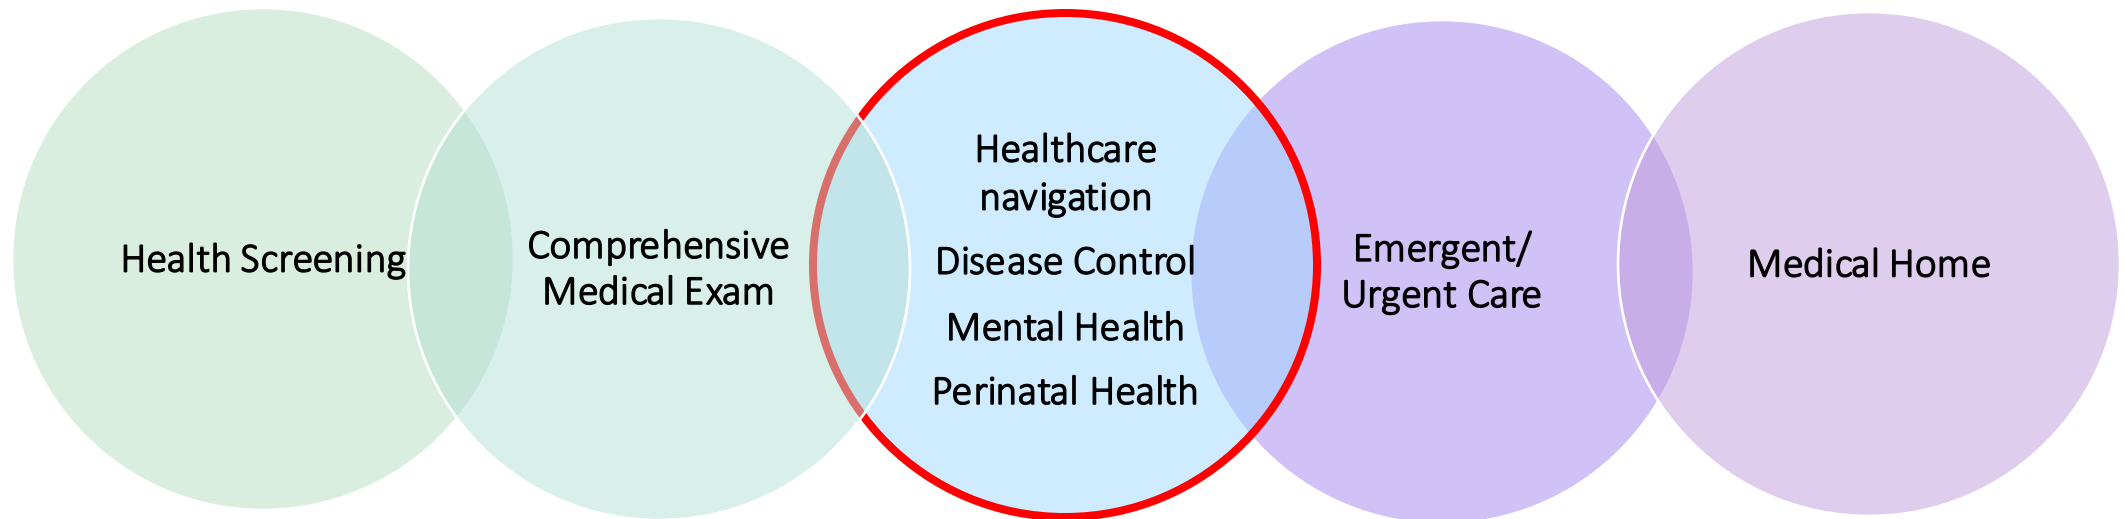 Health Screening
Comprehensive
Medical Exam
Healthcare
navigation
Disease Control
Mental Health
Perinatal Health
Emergent/
Urgent Care
Medical Home